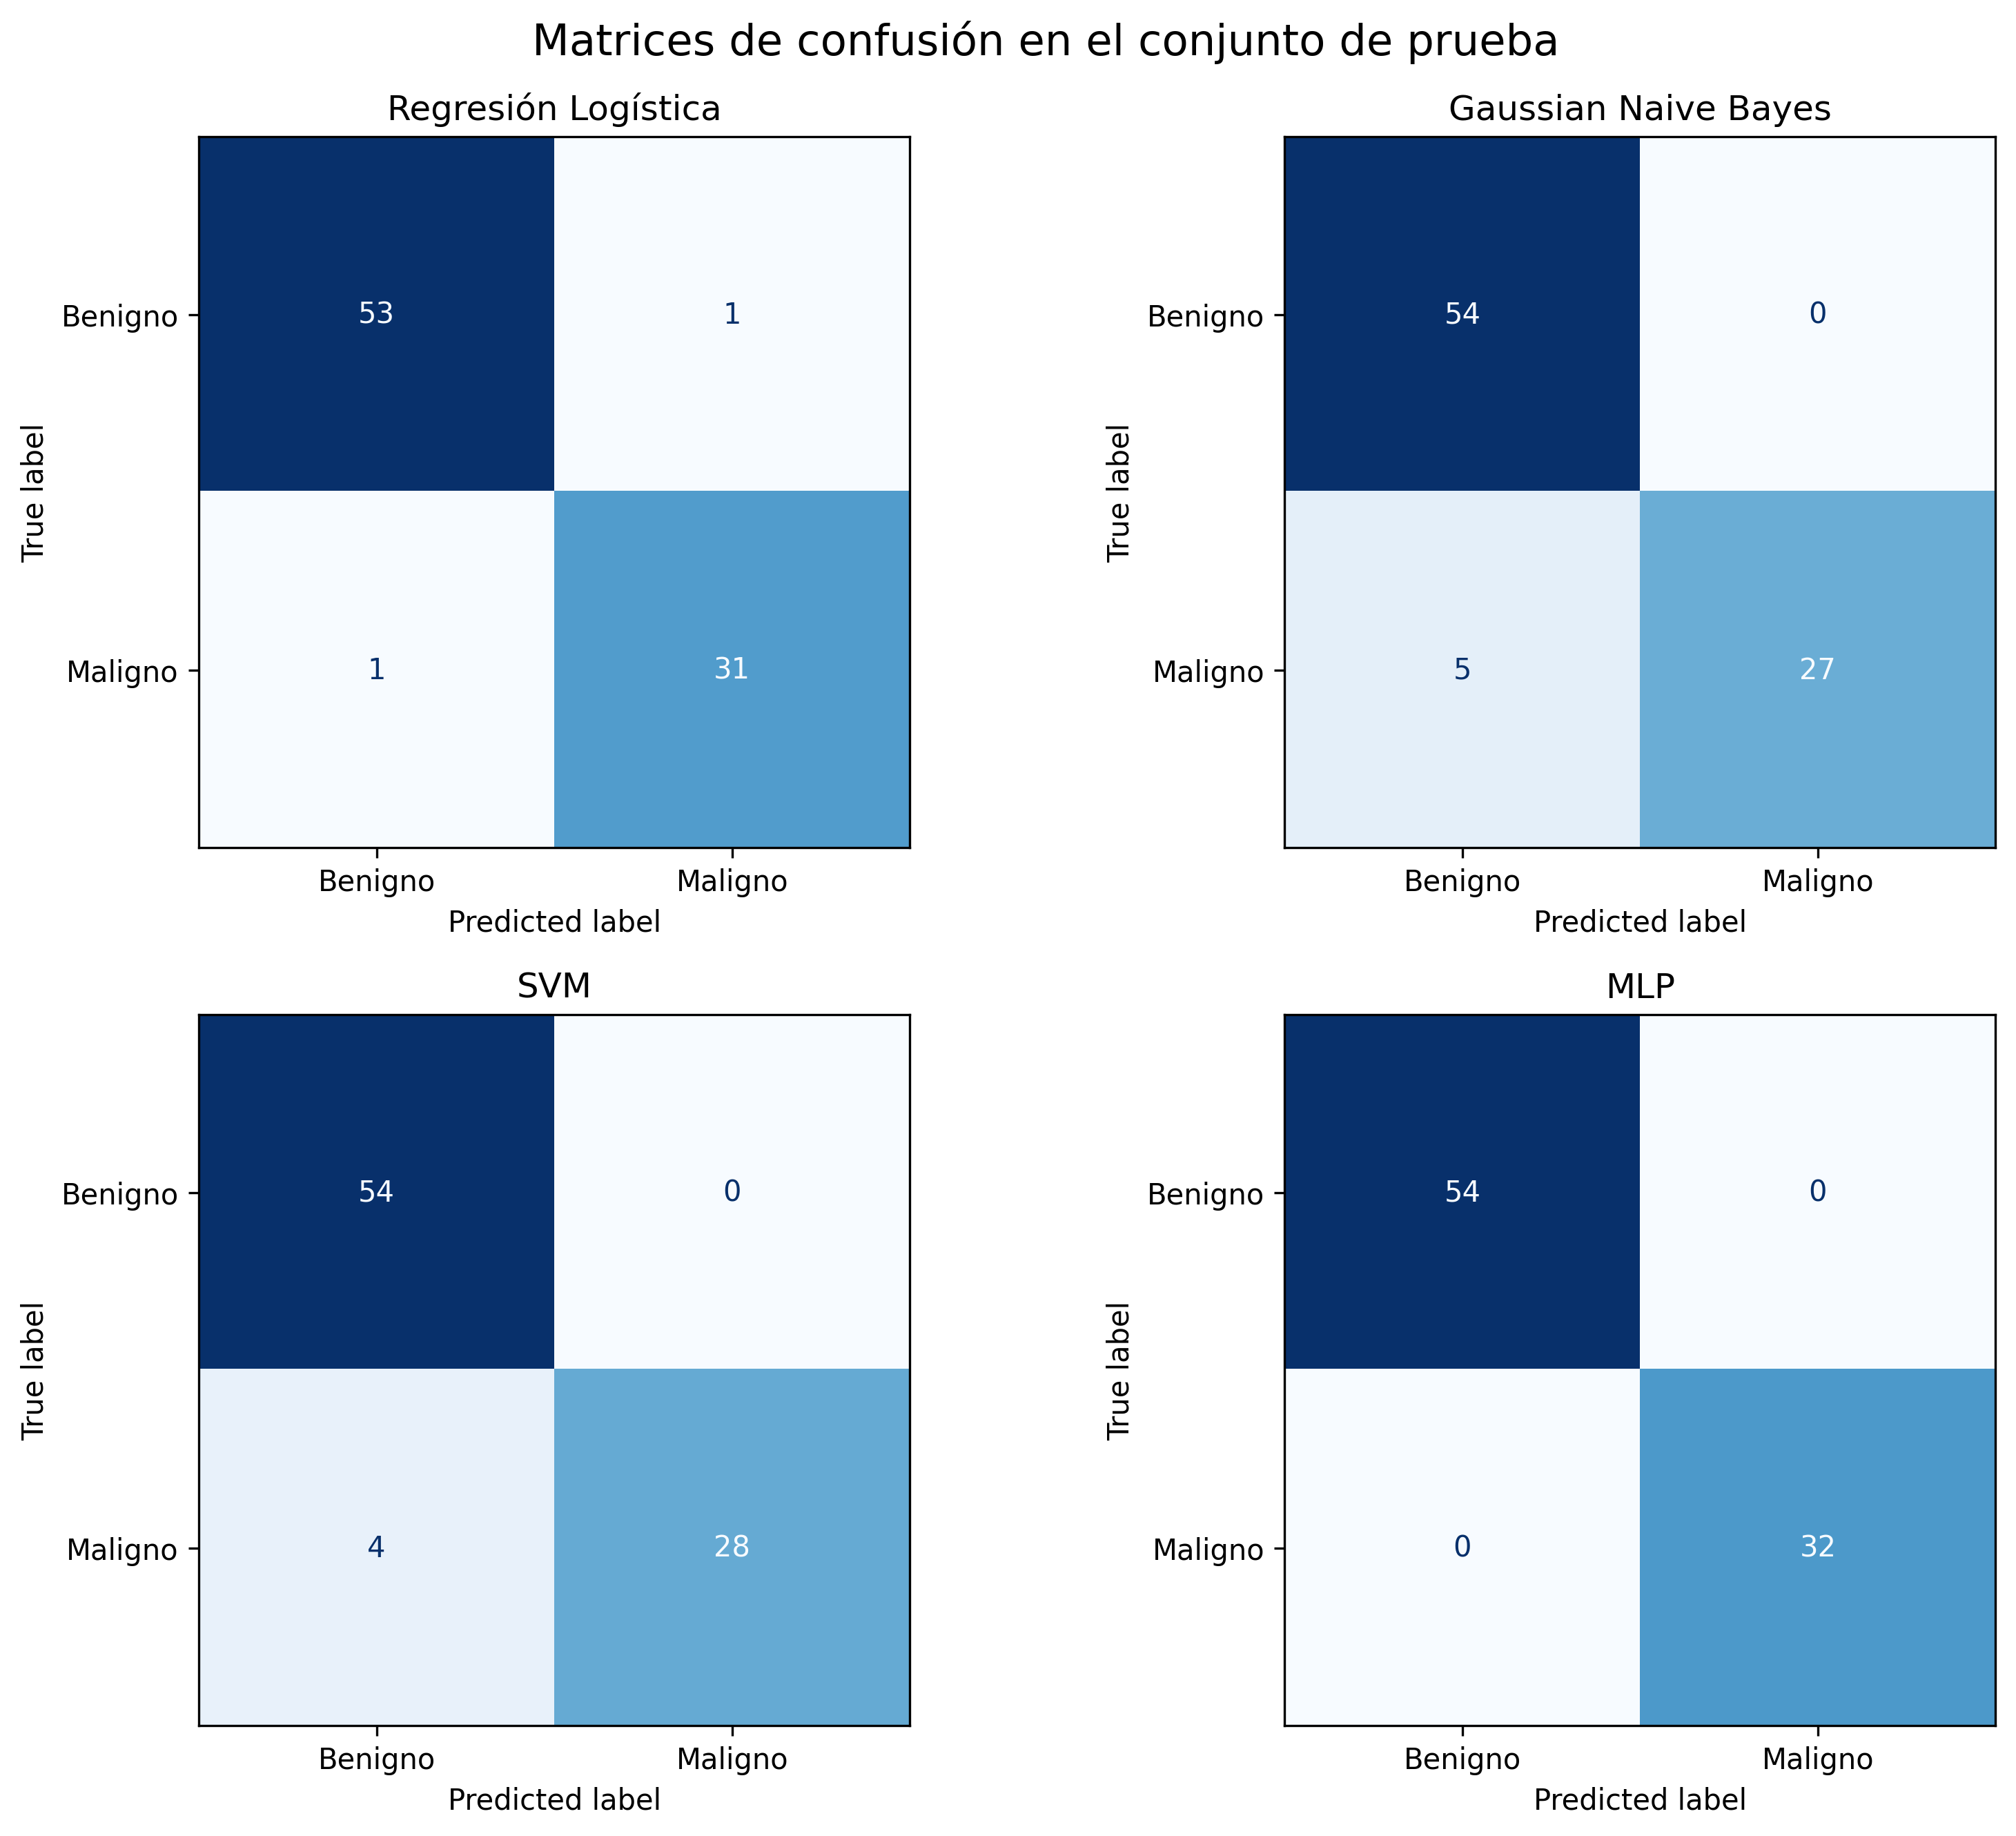 Matrices de confusión en el conjunto de prueba
Regresión Logística
True label
Benigno
53
1
Maligno
1
31
Benigno
Maligno
Predicted label
Gaussian Naive Bayes
True label
Benigno
54
0
Maligno
5
27
Benigno
Maligno
Predicted label
SVM
True label
Benigno
54
0
Maligno
4
28
Benigno
Maligno
Predicted label
MLP
True label
Benigno
54
0
Maligno
0
32
Benigno
Maligno
Predicted label